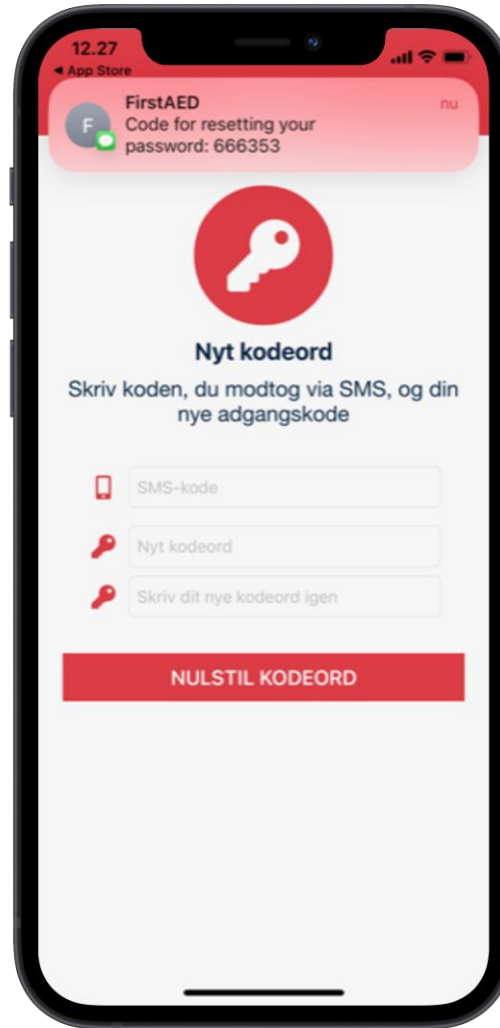 12.27
◀ App Store
FirstAED
nu
F
Code for resetting your
password: 666353
Nyt kodeord
Skriv koden, du modtog via SMS, og din
nye adgangskode
SMS-kode
Nyt kodeord
Skriv dit nye kodeord igen
NULSTIL KODEORD